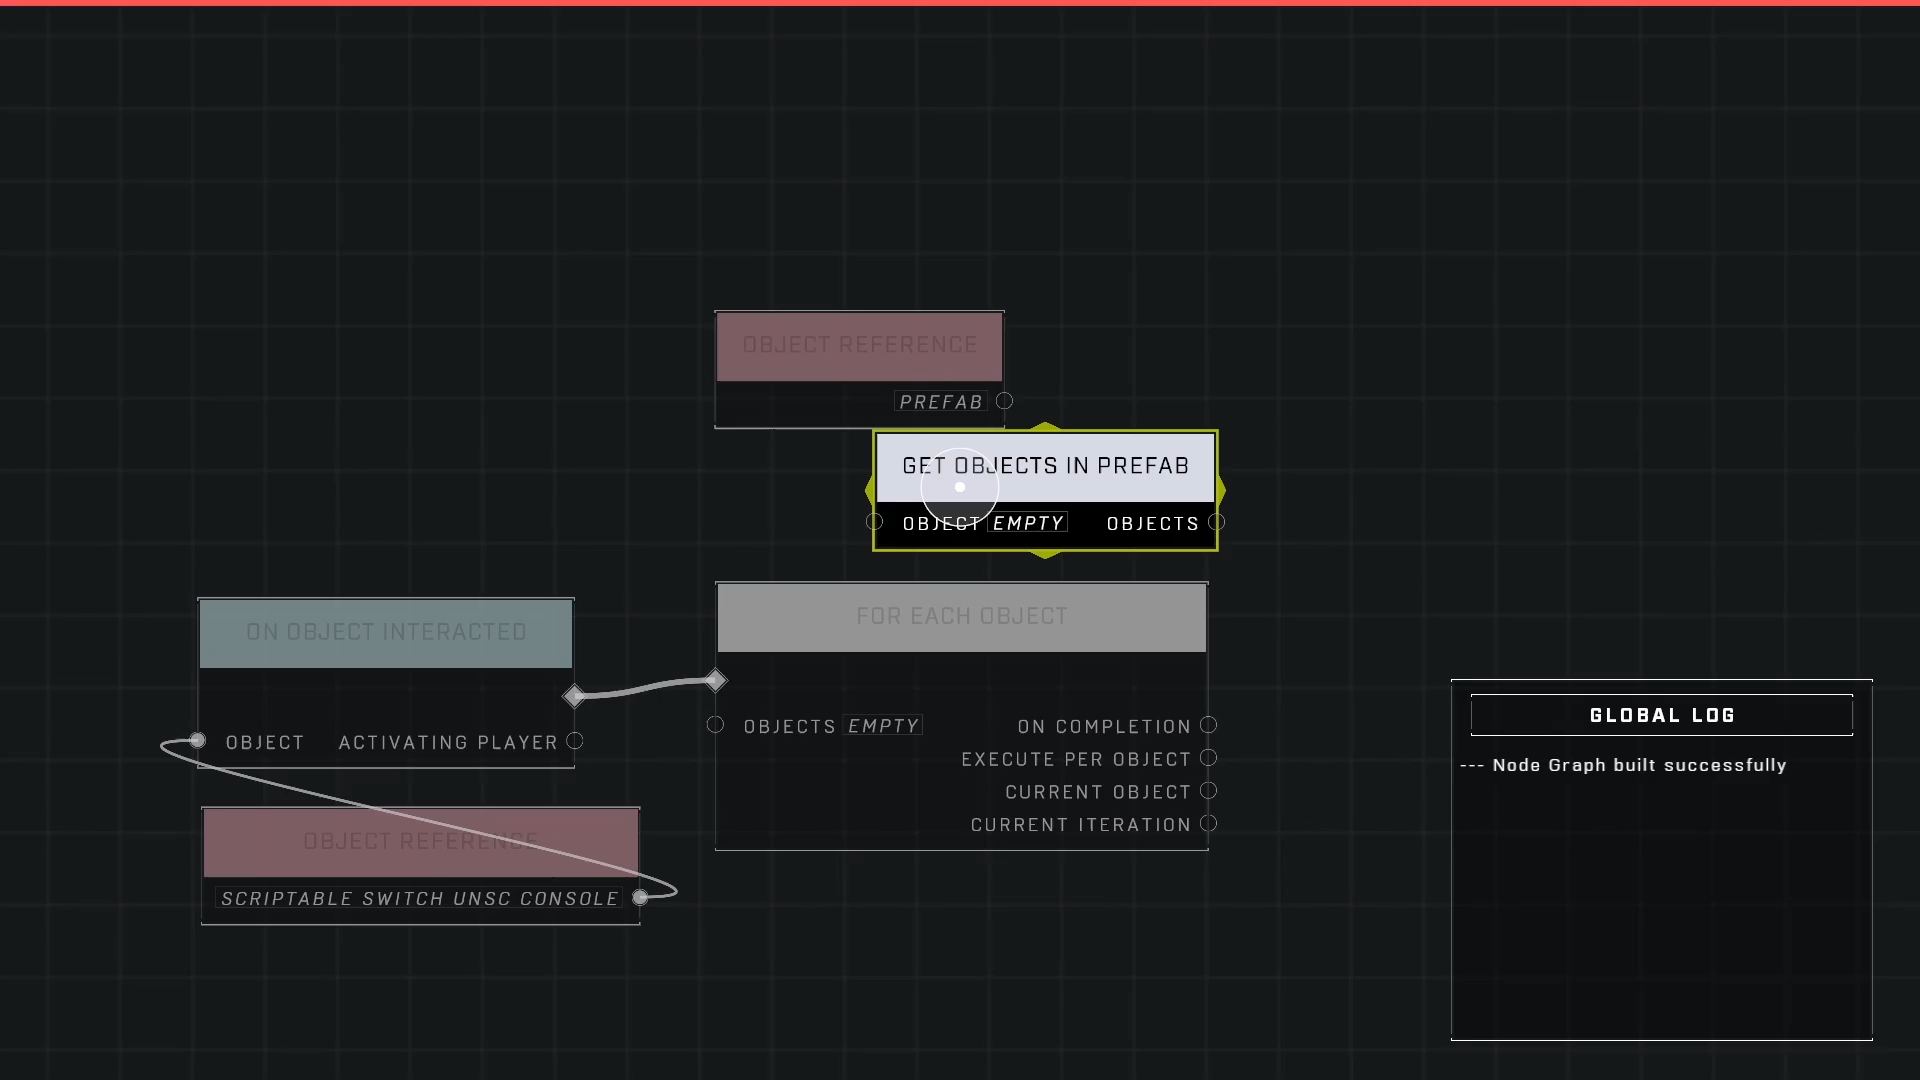 OBJECT REFERENCE
PREFAB
GET OBJECTS IN PREFAB
OBJECT EMPTY OBJECTS
ON OBJECT INTERACTED
OBJECT ACTIVATING PLAYER
OBJECT REFERENCE
SCRIPTABLE SWITCH UNSC CONSOLE
FOR EACH OBJECT
OBJECTS EMPTY ON COMPLETION
EXECUTE PER OBJECT
CURRENT OBJECT
CURRENT ITERATION
GLOBAL LOG
--- Node Graph built successfully